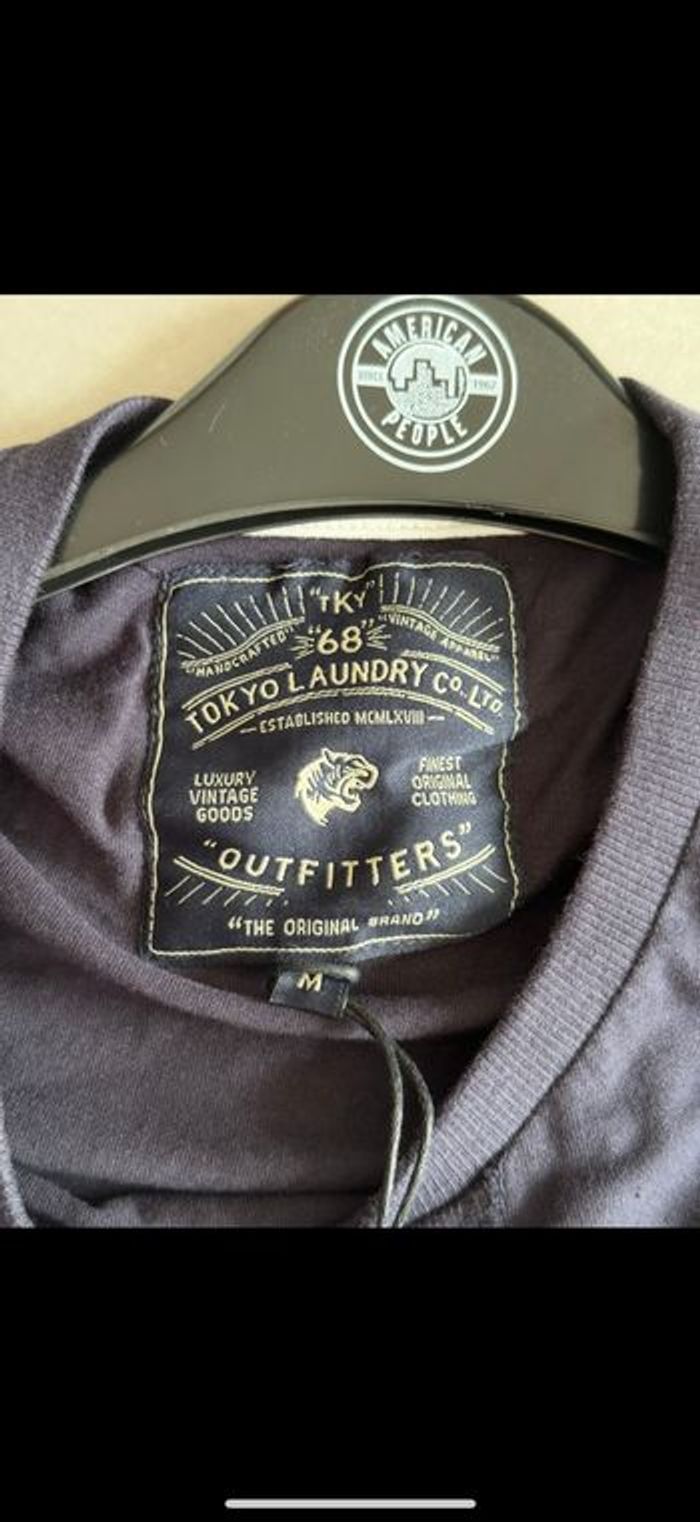 AMERICAN
SINCE 1967
PEOPLE
"TKY"
"HANDCRAFTED" "68" "VINTAGE APPAREL"
TOKYO LAUNDRY CO. LTD.
ESTABLISHED MCMLXVIII
LUXURY
VINTAGE
GOODS
FINEST
ORIGINAL
CLOTHING
"OUTFITTERS"
"THE ORIGINAL BRAND"
M